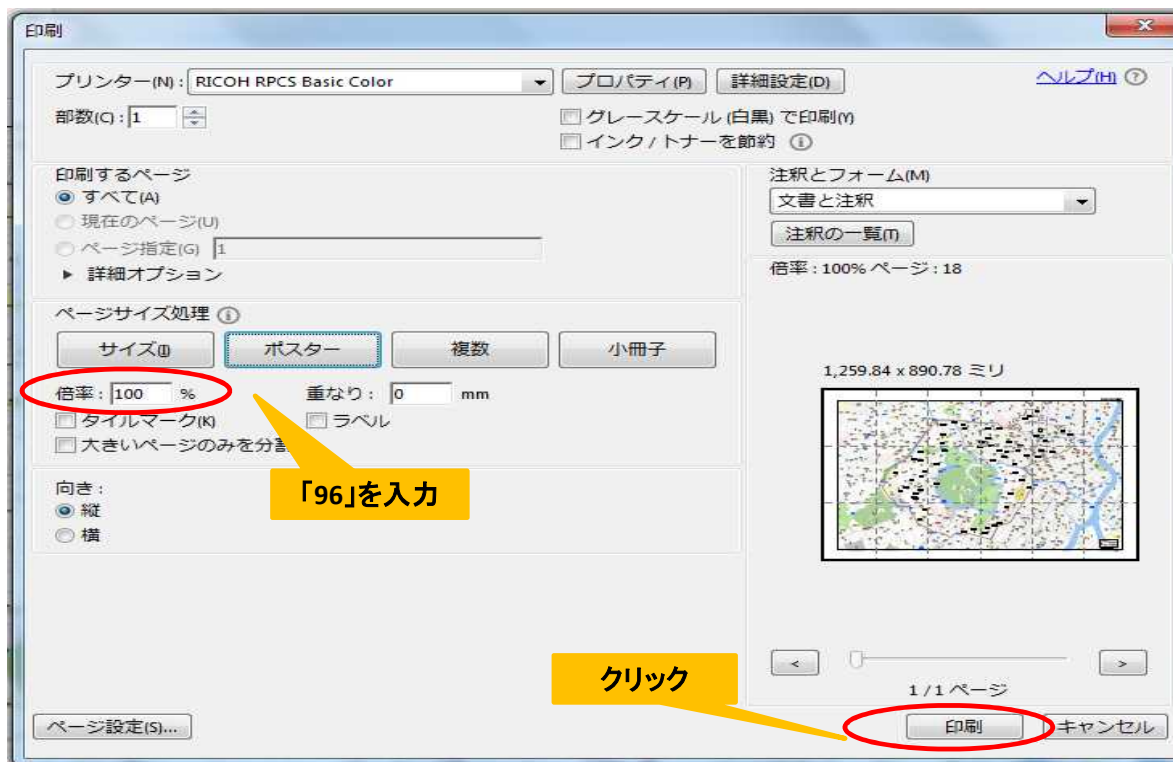 印刷
プリンター(N): RICOH RPCS Basic Color プロパティ(P) 詳細設定(D) ヘルプ(H)
部数(C): 1 グレースケール (白黒) で印刷(Y)
インク / トナーを節約
印刷するページ
すべて(A)
現在のページ(U)
ページ指定(G) 1
詳細オプション
注釈とフォーム(M)
文書と注釈
注釈の一覧(T)
倍率 : 100% ページ : 18
ページサイズ処理
サイズ(I) ポスター 複数 小冊子
倍率 : 100 % 重なり : 0 mm
タイルマーク(K) ラベル
大きいページのみを分割
「96」を入力
向き :
縦
横
1,259.84 x 890.78 ミリ
< >
1 / 1 ページ
クリック
ページ設定(S)... 印刷 キャンセル